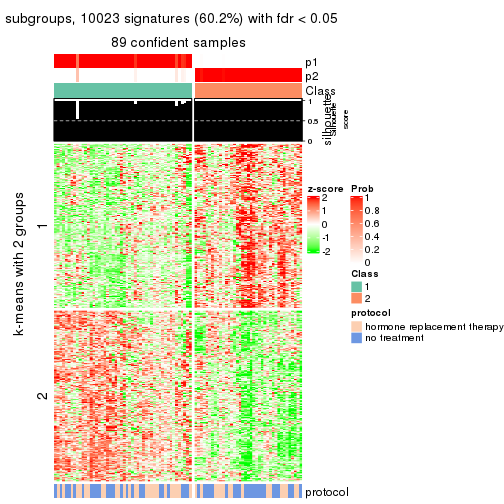 subgroups, 10023 signatures (60.2%) with fdr < 0.05
89 confident samples
p1
p2
Class
1
0.5
0
silhouette
Silhouette
score
k-means with 2 groups
1
2
z-score
2
1
0
-1
-2
Prob
1
0.8
0.6
0.4
0.2
0
Class
1
2
protocol
hormone replacement therapy
no treatment
protocol